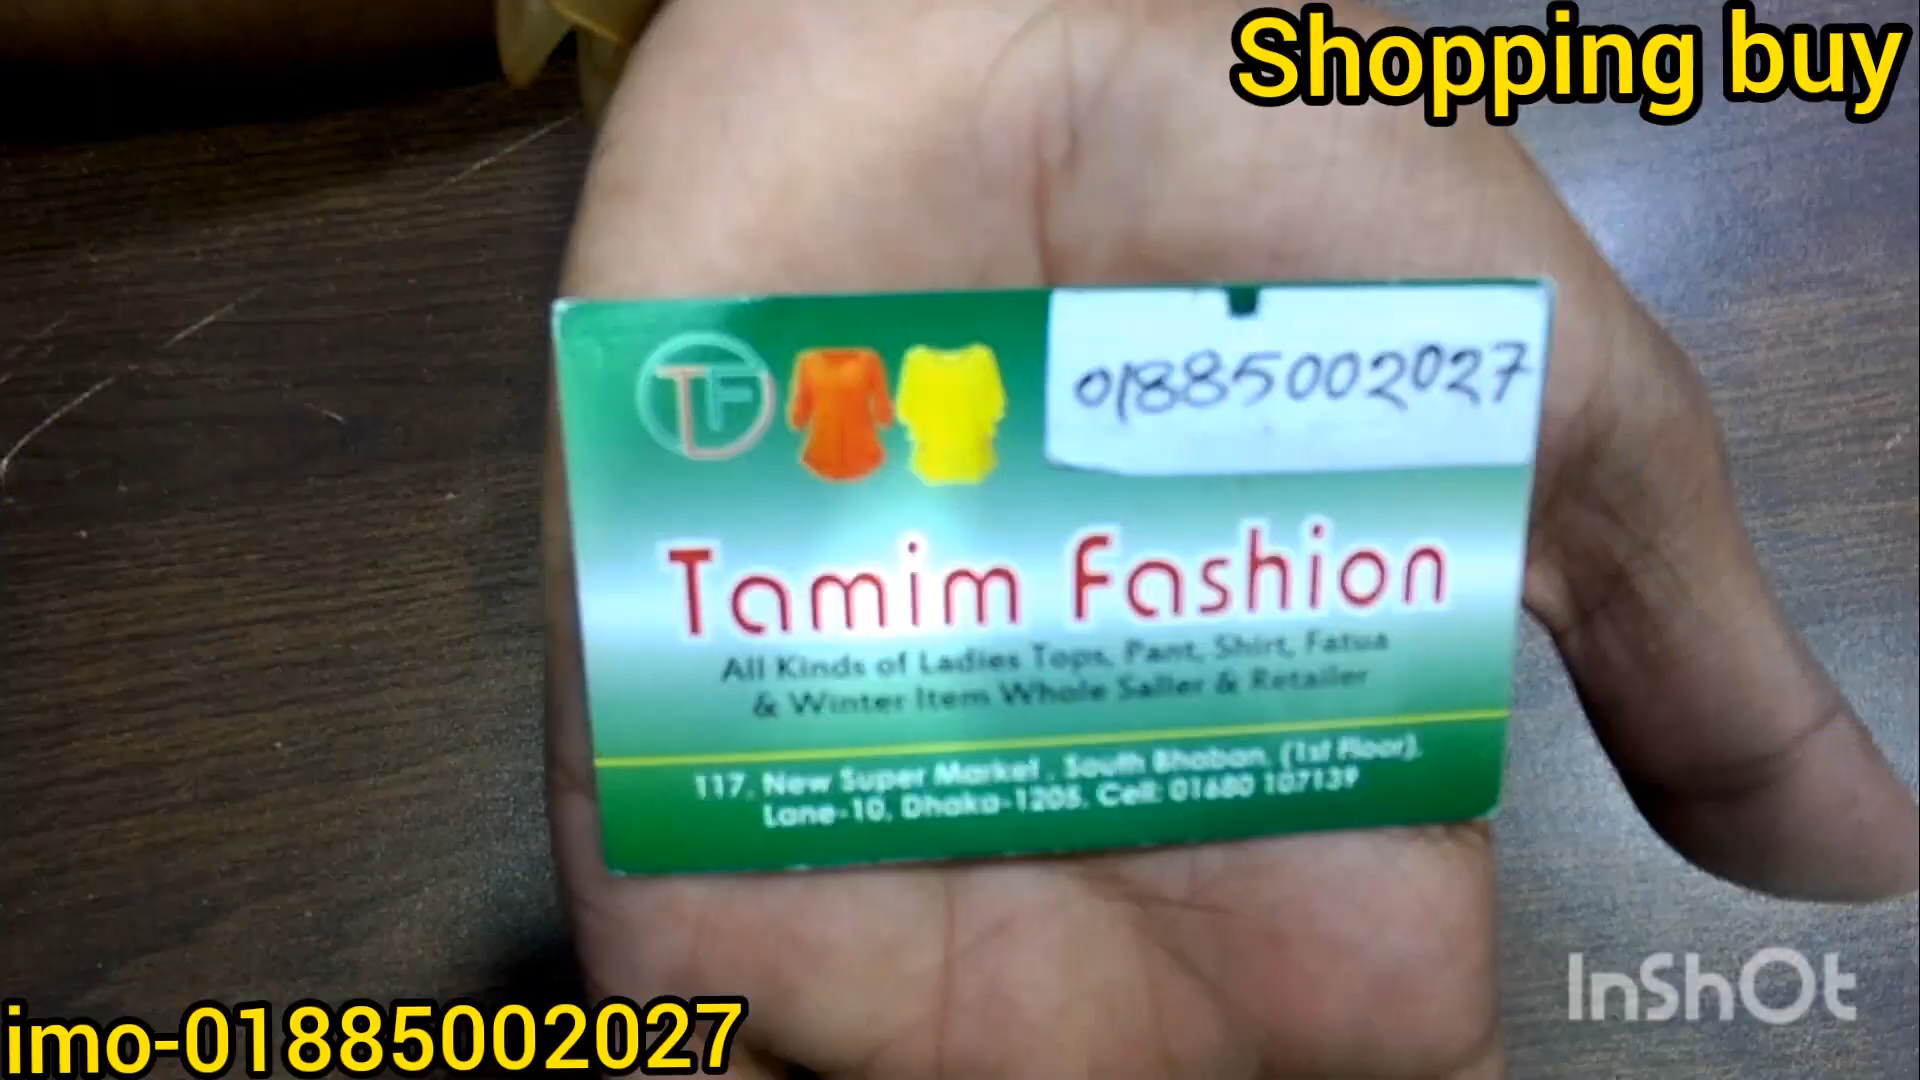 Shopping buy
TF
01885002027
Tamim Fashion
All Kinds of Ladies Tops, Pant, Shirt, Fatua
& Winter Item Whole Saller & Retailer
117, New Super Market, South Bhaban, (1st Floor),
Lane-10, Dhaka-1205. Cell: 01680 107139
InShOt
imo-01885002027